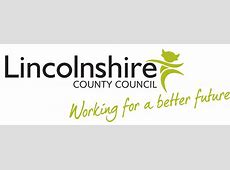 Lincolnshire
COUNTY COUNCIL
Working for a better future